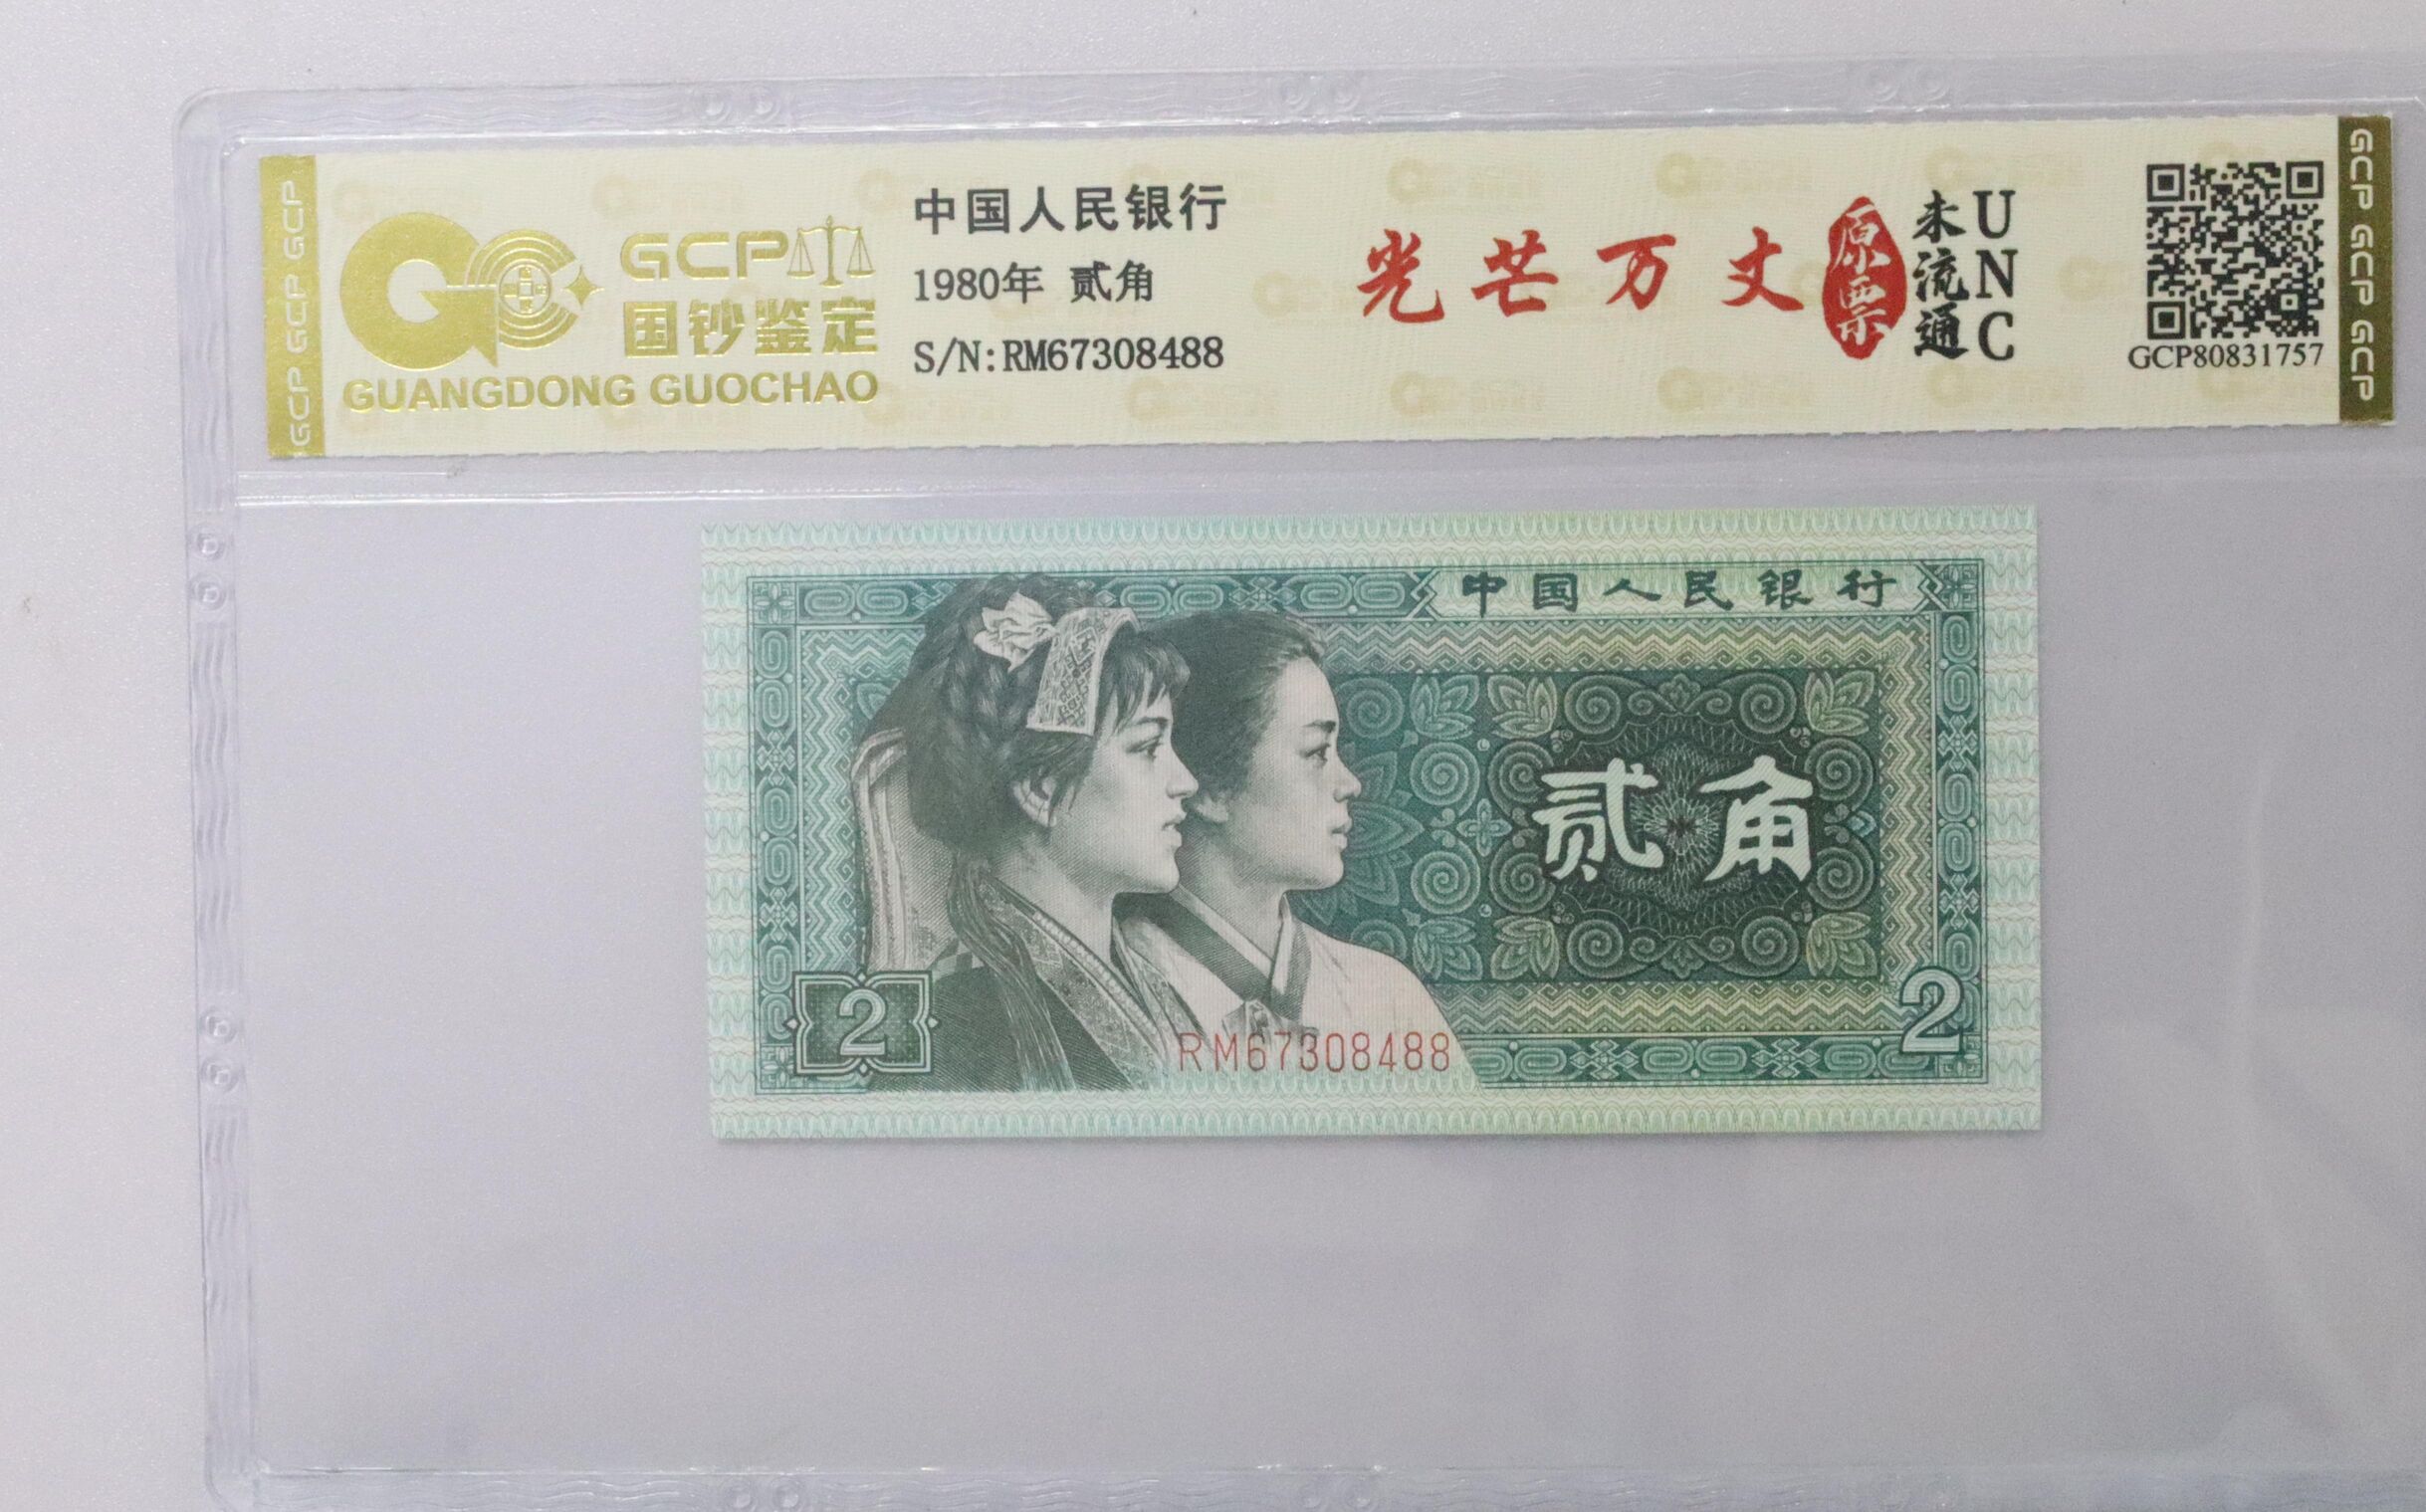 GCP GCP GCP
GCP
国钞鉴定
GUANGDONG GUOCHAO
中国人民银行
1980年 贰角
S/N:RM67308488
光芒万丈
原票
未流通
UNC
GCP80831757
GCP GCP GCP
中国人民银行
贰角
2
2
RM67308488